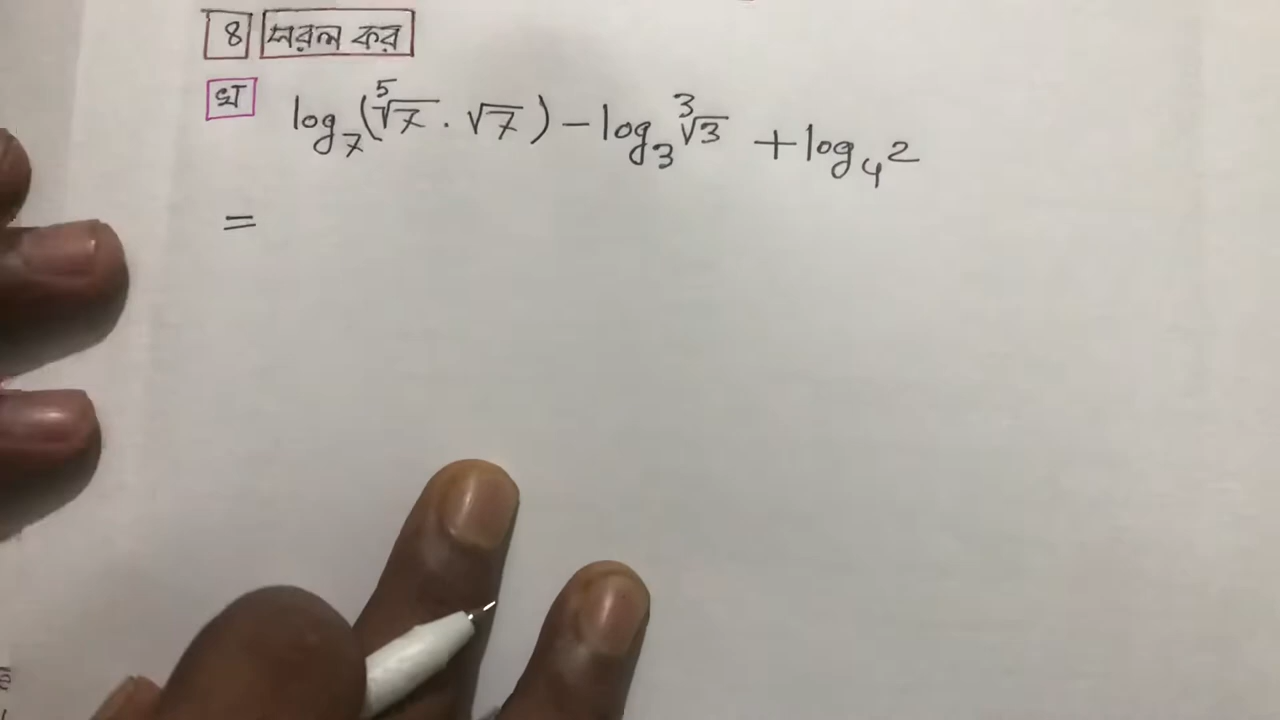 ৪ সরল কর
খ log₇(⁵√7 · √7) − log₃ ³√3 + log₄ 2
=